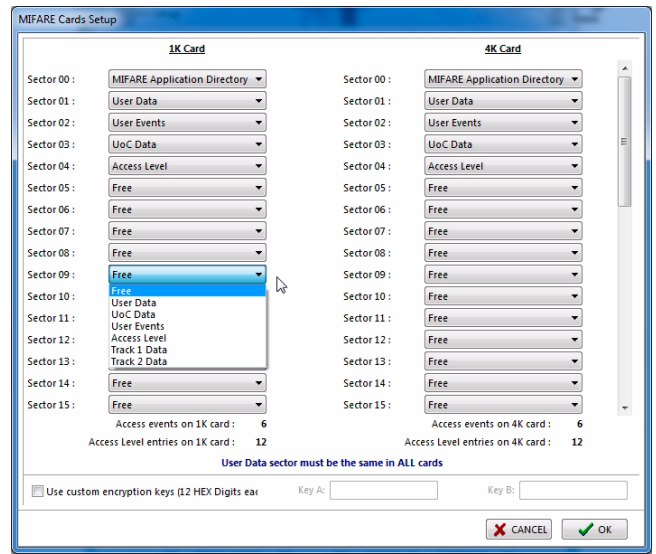 MIFARE Cards Setup
1K Card 4K Card
Sector 00 : MIFARE Application Directory Sector 00 : MIFARE Application Directory
Sector 01 : User Data Sector 01 : User Data
Sector 02 : User Events Sector 02 : User Events
Sector 03 : UoC Data Sector 03 : UoC Data
Sector 04 : Access Level Sector 04 : Access Level
Sector 05 : Free Sector 05 : Free
Sector 06 : Free Sector 06 : Free
Sector 07 : Free Sector 07 : Free
Sector 08 : Free Sector 08 : Free
Sector 09 : Free Sector 09 : Free
Sector 10 : Free Sector 10 : Free
User Data
Sector 11 : UoC Data Sector 11 : Free
User Events
Sector 12 : Access Level Sector 12 : Free
Track 1 Data
Sector 13 : Track 2 Data Sector 13 : Free
Sector 14 : Free Sector 14 : Free
Sector 15 : Free Sector 15 : Free
Access events on 1K card : 6 Access events on 4K card : 6
Access Level entries on 1K card : 12 Access Level entries on 4K card : 12
User Data sector must be the same in ALL cards
Use custom encryption keys (12 HEX Digits eac Key A: Key B:
CANCEL OK